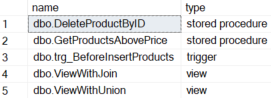 name type
1 dbo.DeleteProductByID stored procedure
2 dbo.GetProductsAbovePrice stored procedure
3 dbo.trg_BeforeInsertProducts trigger
4 dbo.ViewWithJoin view
5 dbo.ViewWithUnion view